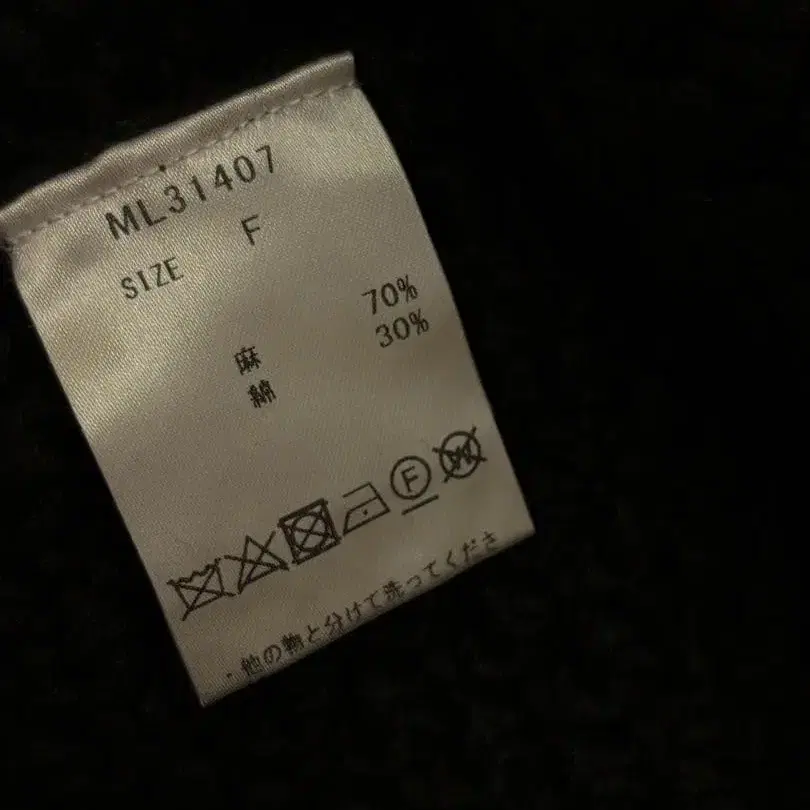 ML31407
SIZE F
麻 70%
綿 30%
F W
・他の物と分けて洗ってくださ